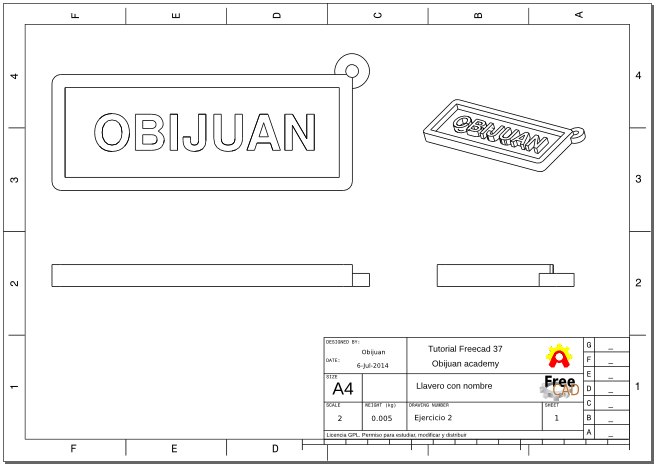 F E D C B A
4 4
OBIJUAN
OBIJUAN
3 3
2 2
1 1
DESIGNED BY:
Obijuan
DATE:
6-Jul-2014
Tutorial Freecad 37
Obijuan academy
SIZE
A4
Llavero con nombre
Free
CAD
SCALE
2
WEIGHT (kg)
0.005
DRAWING NUMBER
Ejercicio 2
SHEET
1
Licencia GPL. Permiso para estudiar, modificar y distribuir
G _
F _
E _
D _
C _
B _
A _
F E D